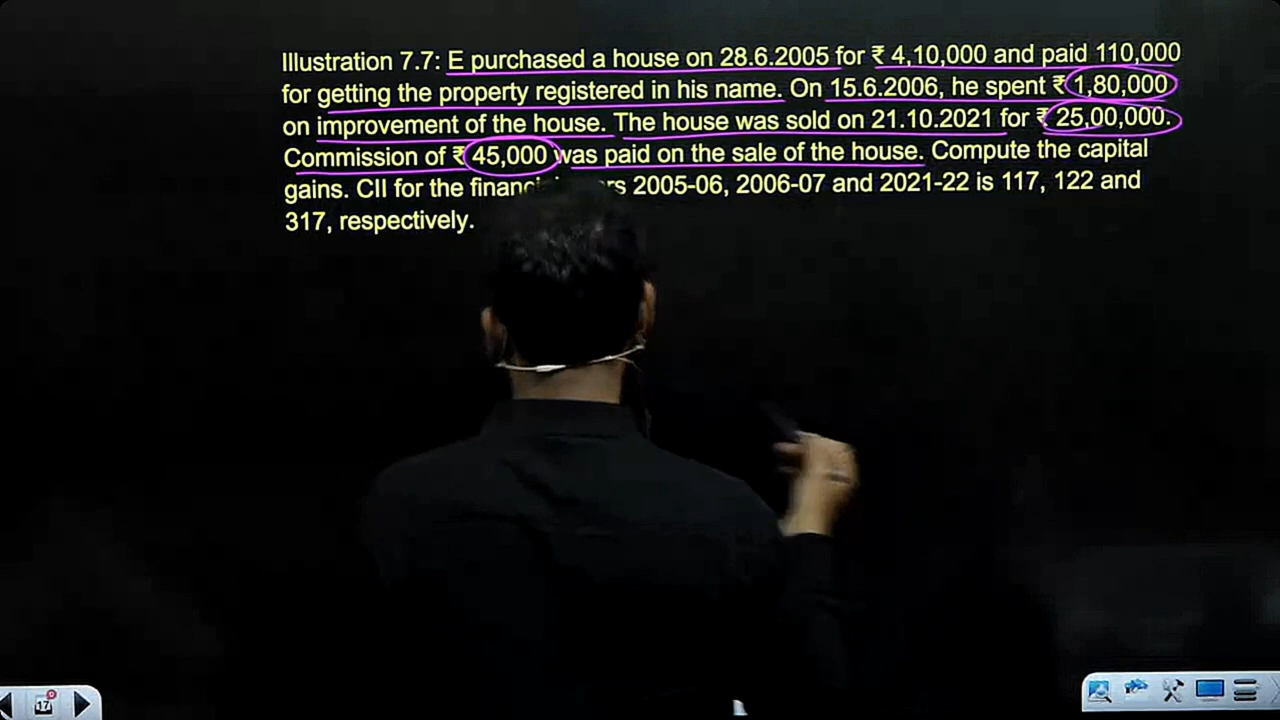 Illustration 7.7: E purchased a house on 28.6.2005 for ₹ 4,10,000 and paid 110,000
for getting the property registered in his name. On 15.6.2006, he spent ₹ 1,80,000
on improvement of the house. The house was sold on 21.10.2021 for ₹ 25,00,000.
Commission of ₹ 45,000 was paid on the sale of the house. Compute the capital
gains. CII for the 2005-06, 2006-07 and 2021-22 is 117, 122 and
317, respectively.
17